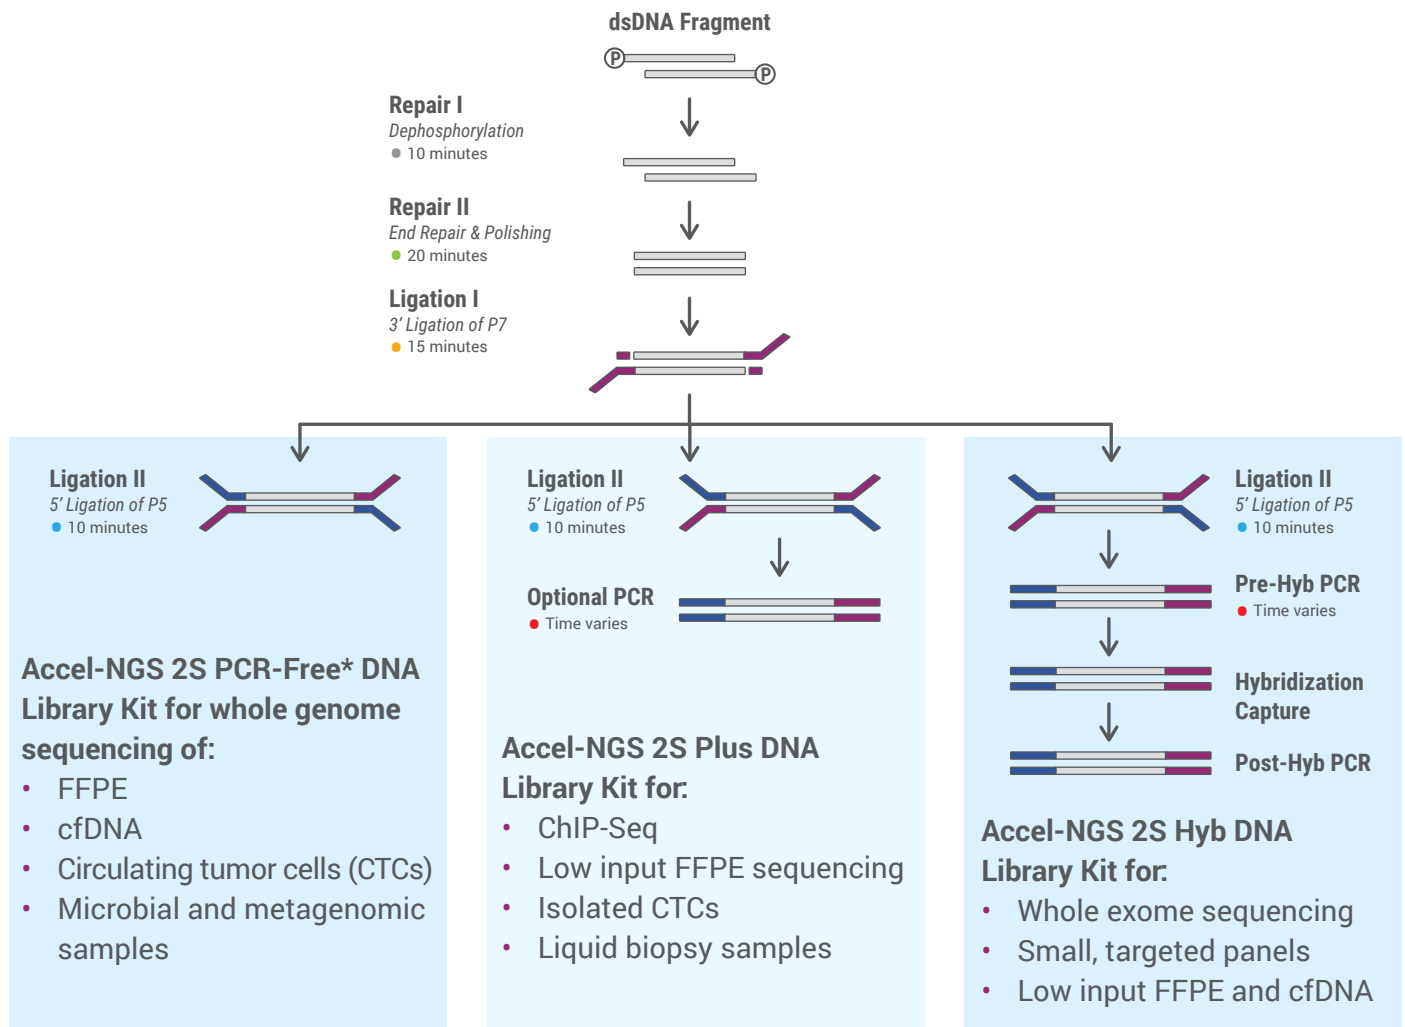 dsDNA Fragment
P
P
Repair I
Dephosphorylation
10 minutes
Repair II
End Repair & Polishing
20 minutes
Ligation I
3’ Ligation of P7
15 minutes
Ligation II
5’ Ligation of P5
10 minutes
Accel-NGS 2S PCR-Free* DNA
Library Kit for whole genome
sequencing of:
• FFPE
• cfDNA
• Circulating tumor cells (CTCs)
• Microbial and metagenomic
samples
Ligation II
5’ Ligation of P5
10 minutes
Optional PCR
Time varies
Accel-NGS 2S Plus DNA
Library Kit for:
• ChIP-Seq
• Low input FFPE sequencing
• Isolated CTCs
• Liquid biopsy samples
Ligation II
5’ Ligation of P5
10 minutes
Pre-Hyb PCR
Time varies
Hybridization
Capture
Post-Hyb PCR
Accel-NGS 2S Hyb DNA
Library Kit for:
• Whole exome sequencing
• Small, targeted panels
• Low input FFPE and cfDNA